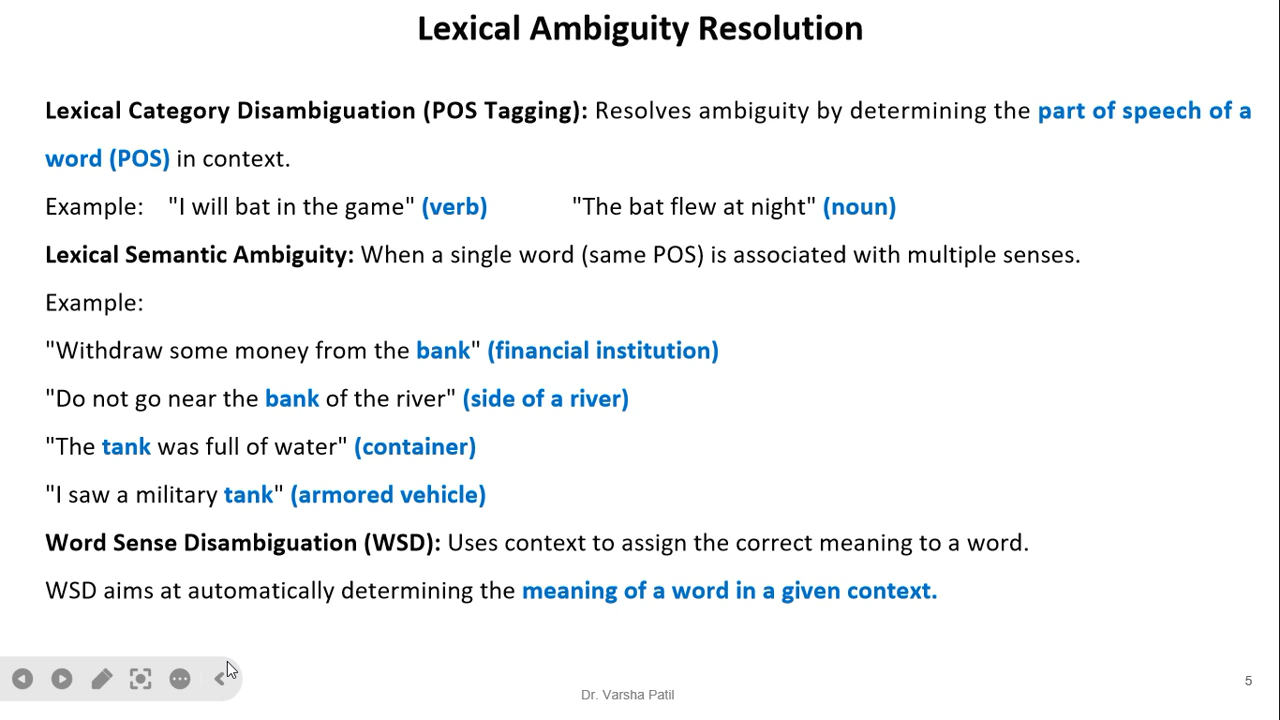 Lexical Ambiguity Resolution
Lexical Category Disambiguation (POS Tagging): Resolves ambiguity by determining the part of speech of a
word (POS) in context.
Example: "I will bat in the game" (verb) "The bat flew at night" (noun)
Lexical Semantic Ambiguity: When a single word (same POS) is associated with multiple senses.
Example:
"Withdraw some money from the bank" (financial institution)
"Do not go near the bank of the river" (side of a river)
"The tank was full of water" (container)
"I saw a military tank" (armored vehicle)
Word Sense Disambiguation (WSD): Uses context to assign the correct meaning to a word.
WSD aims at automatically determining the meaning of a word in a given context.
Dr. Varsha Patil
5